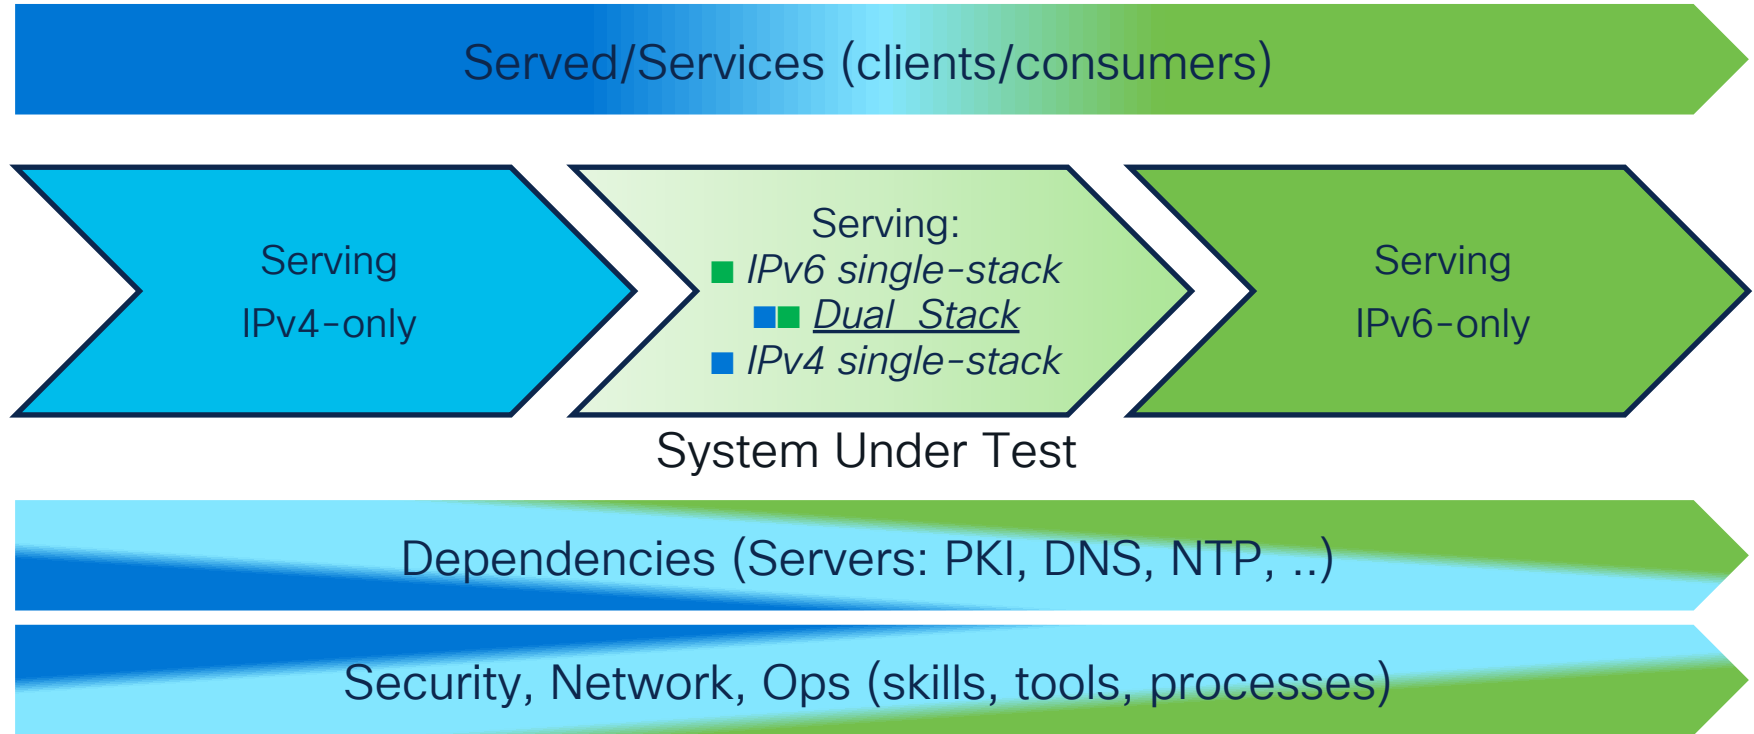 Served/Services (clients/consumers)
Serving
IPv4-only
Serving:
IPv6 single-stack
Dual Stack
IPv4 single-stack
Serving
IPv6-only
System Under Test
Dependencies (Servers: PKI, DNS, NTP, ..)
Security, Network, Ops (skills, tools, processes)